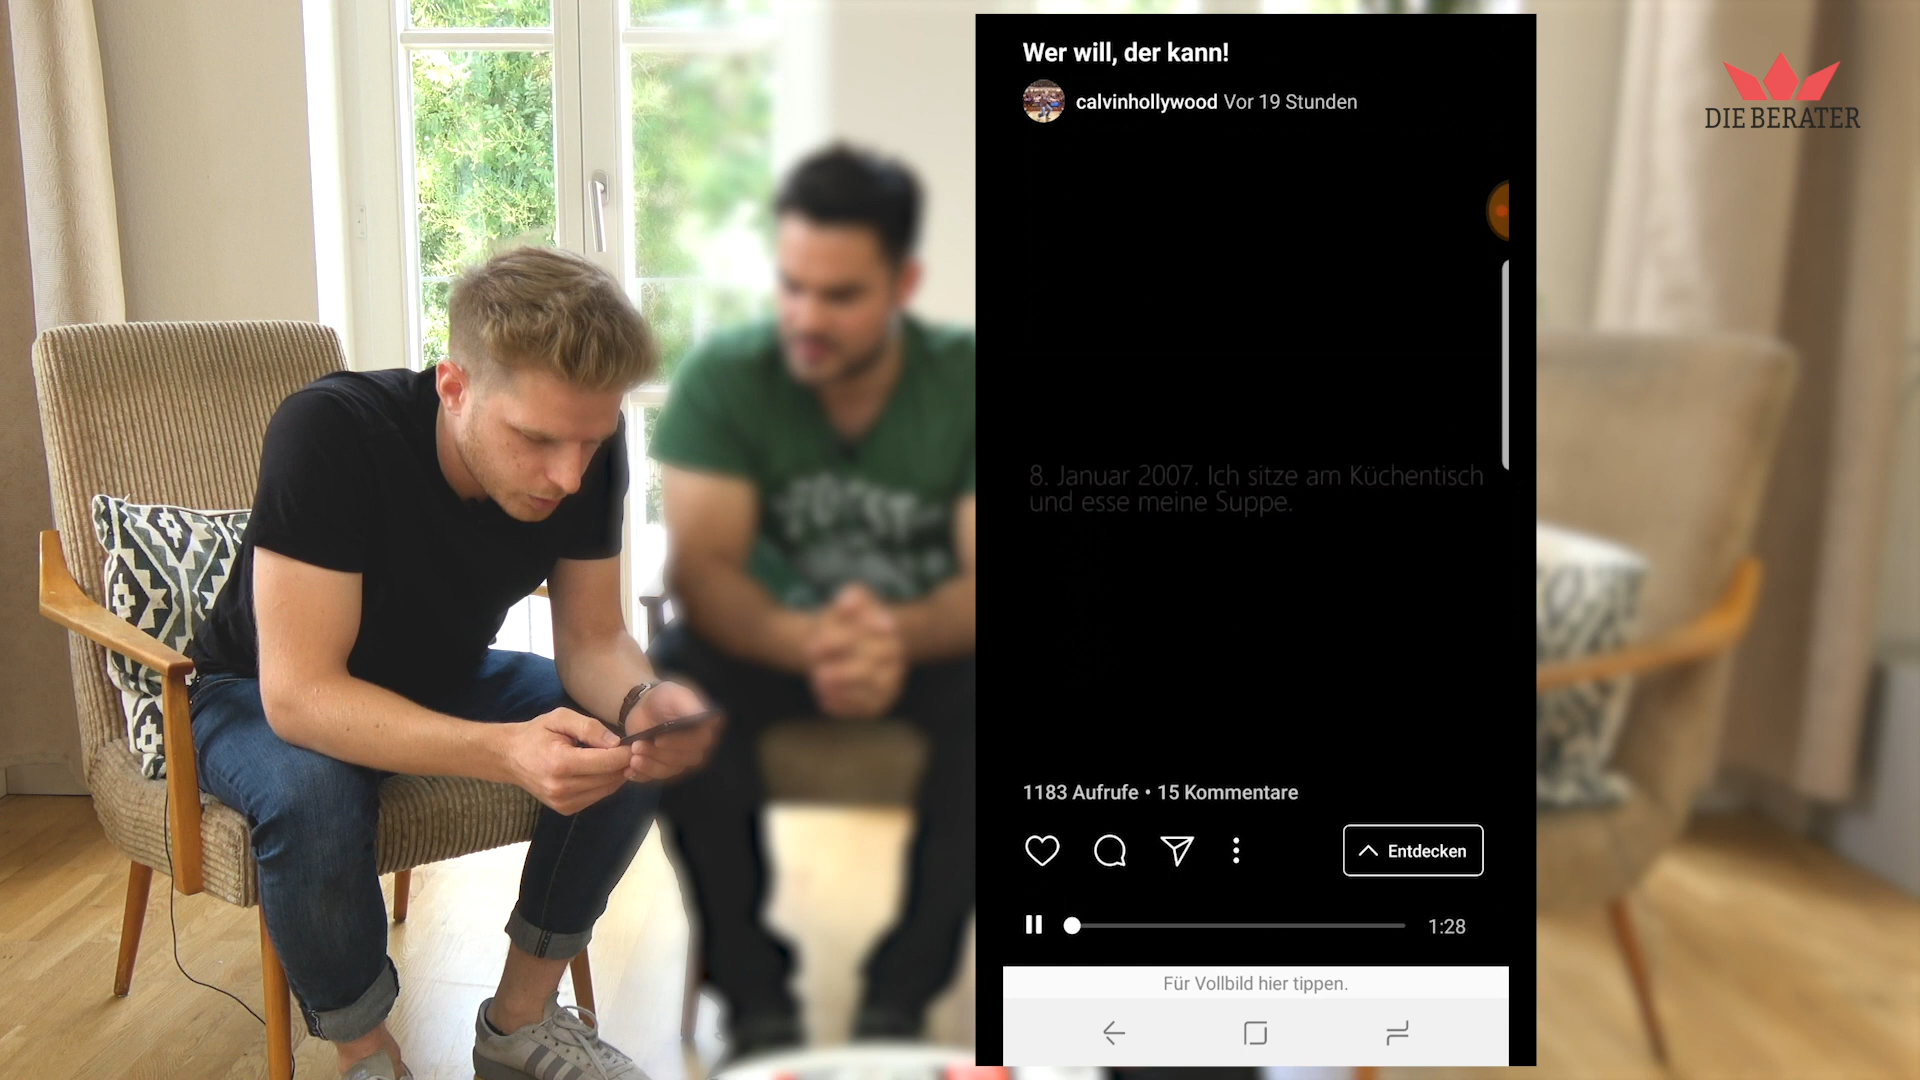 Wer will, der kann!
calvinhollywood Vor 19 Stunden
DIE BERATER
8. Januar 2007. Ich sitze am Küchentisch
und esse meine Suppe.
1183 Aufrufe • 15 Kommentare
Entdecken
1:28
Für Vollbild hier tippen.